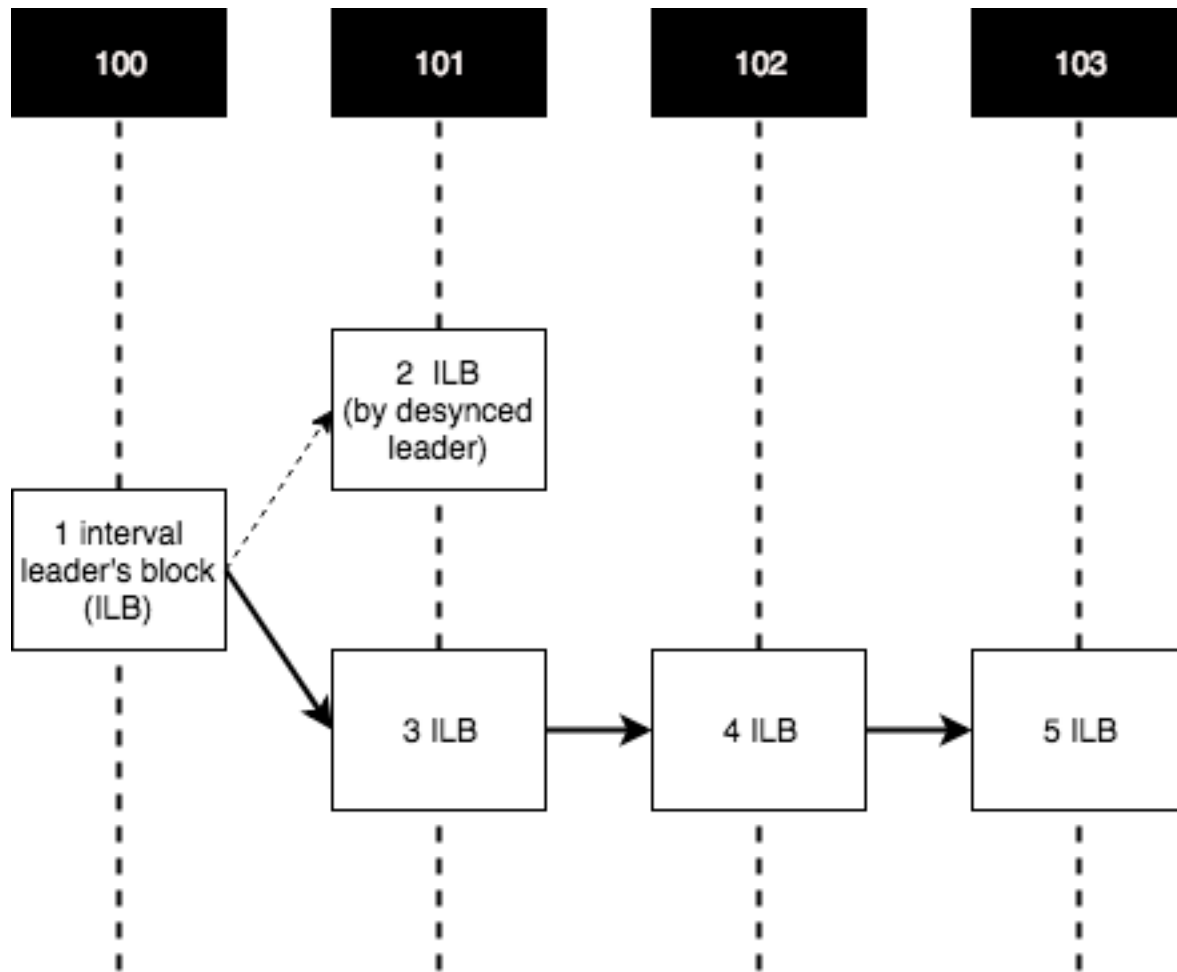 100
101
102
103
2 ILB
(by desynced
leader)
1 interval
leader's block
(ILB)
3 ILB
4 ILB
5 ILB